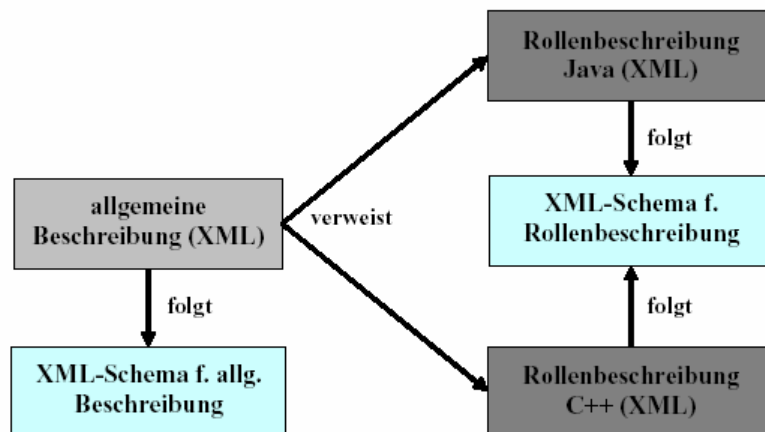 Rollenbeschreibung
Java (XML)
folgt
allgemeine
Beschreibung (XML)
verweist
XML-Schema f.
Rollenbeschreibung
folgt
folgt
XML-Schema f. allg.
Beschreibung
Rollenbeschreibung
C++ (XML)